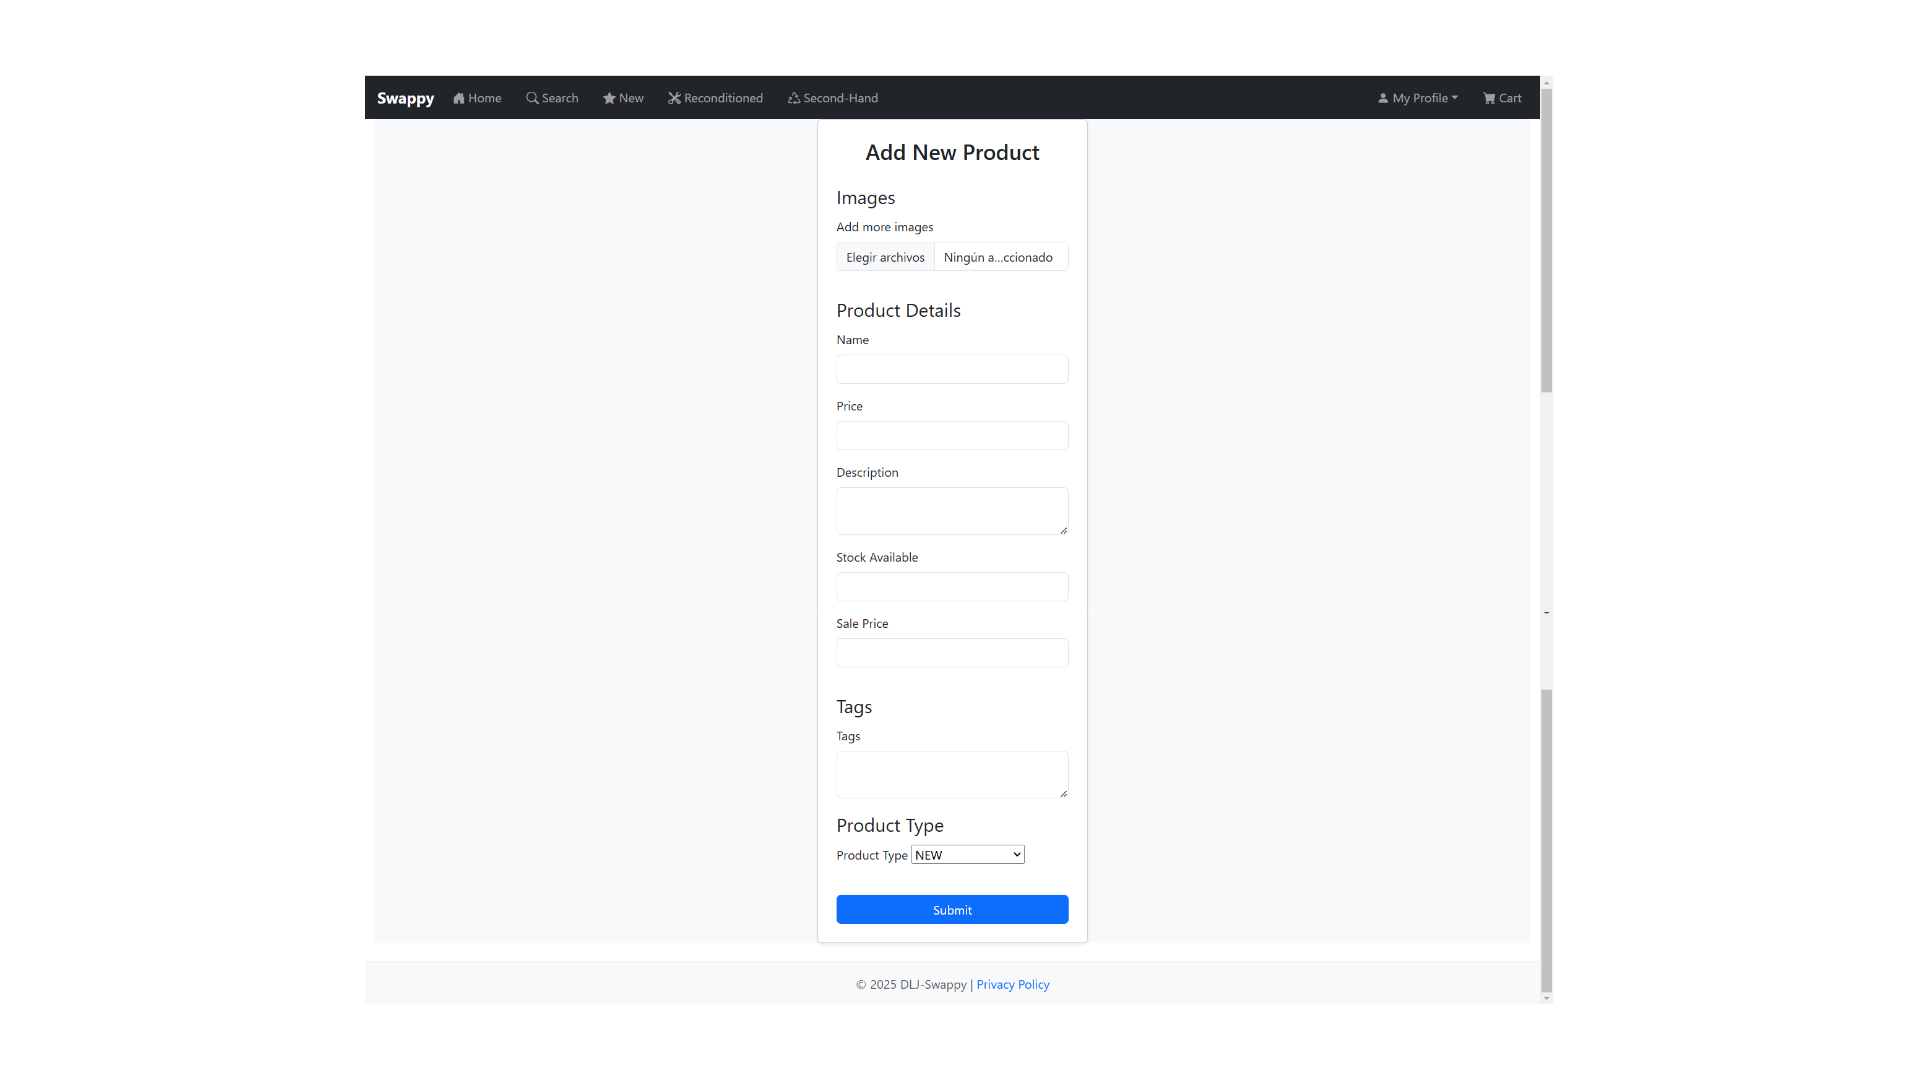 Swappy Home Search New Reconditioned Second-Hand My Profile Cart
Add New Product
Images
Add more images
Elegir archivos Ningún a...ccionado
Product Details
Name
Price
Description
Stock Available
Sale Price
Tags
Tags
Product Type
Product Type NEW
Submit
© 2025 DLJ-Swappy | Privacy Policy